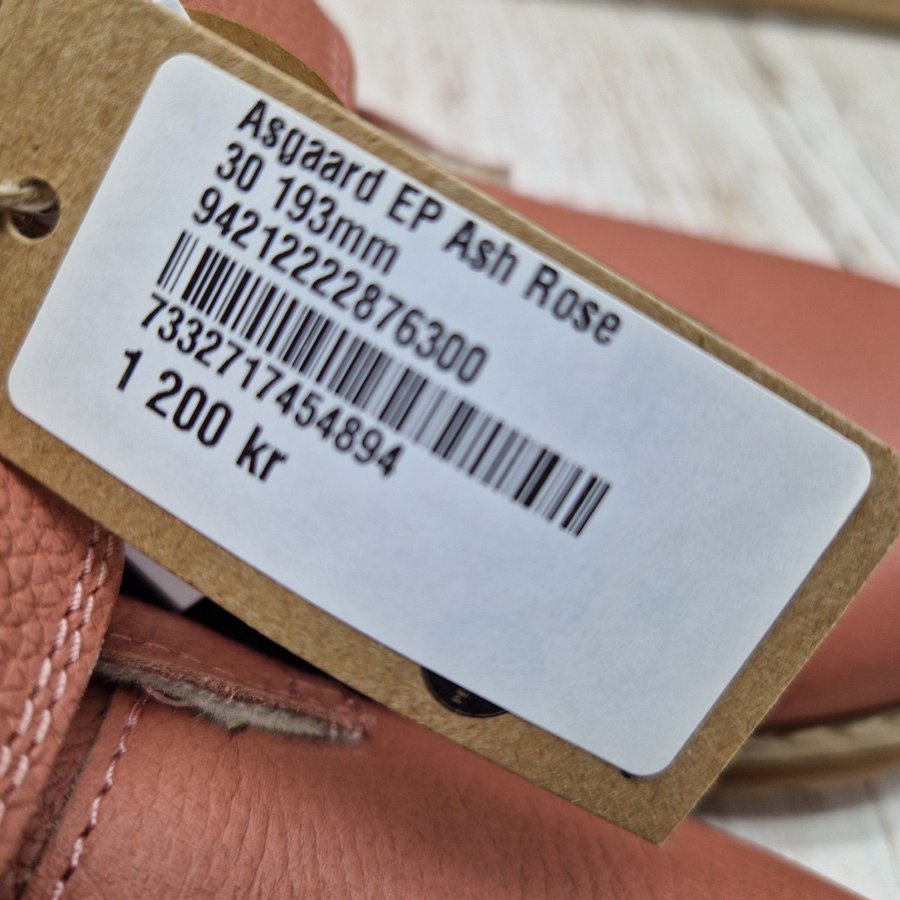 Asgaard EP Ash Rose
30 193mm
9421222876300
7332717454894
1 200 kr